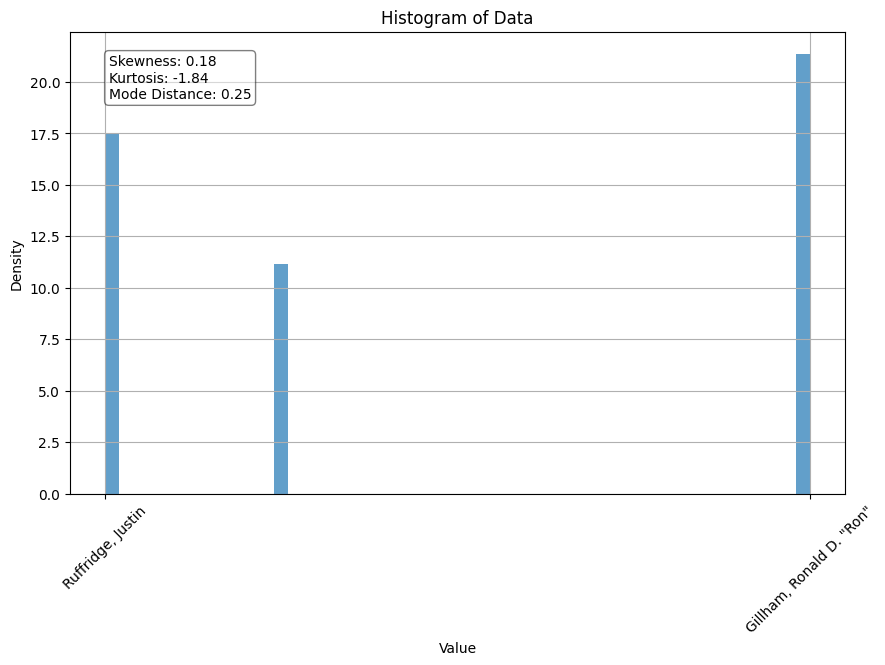 Histogram of Data
Skewness: 0.18
Kurtosis: -1.84
Mode Distance: 0.25
20.0
17.5
15.0
12.5
10.0
7.5
5.0
2.5
0.0
Density
Ruffridge, Justin
Gillham, Ronald D. "Ron"
Value